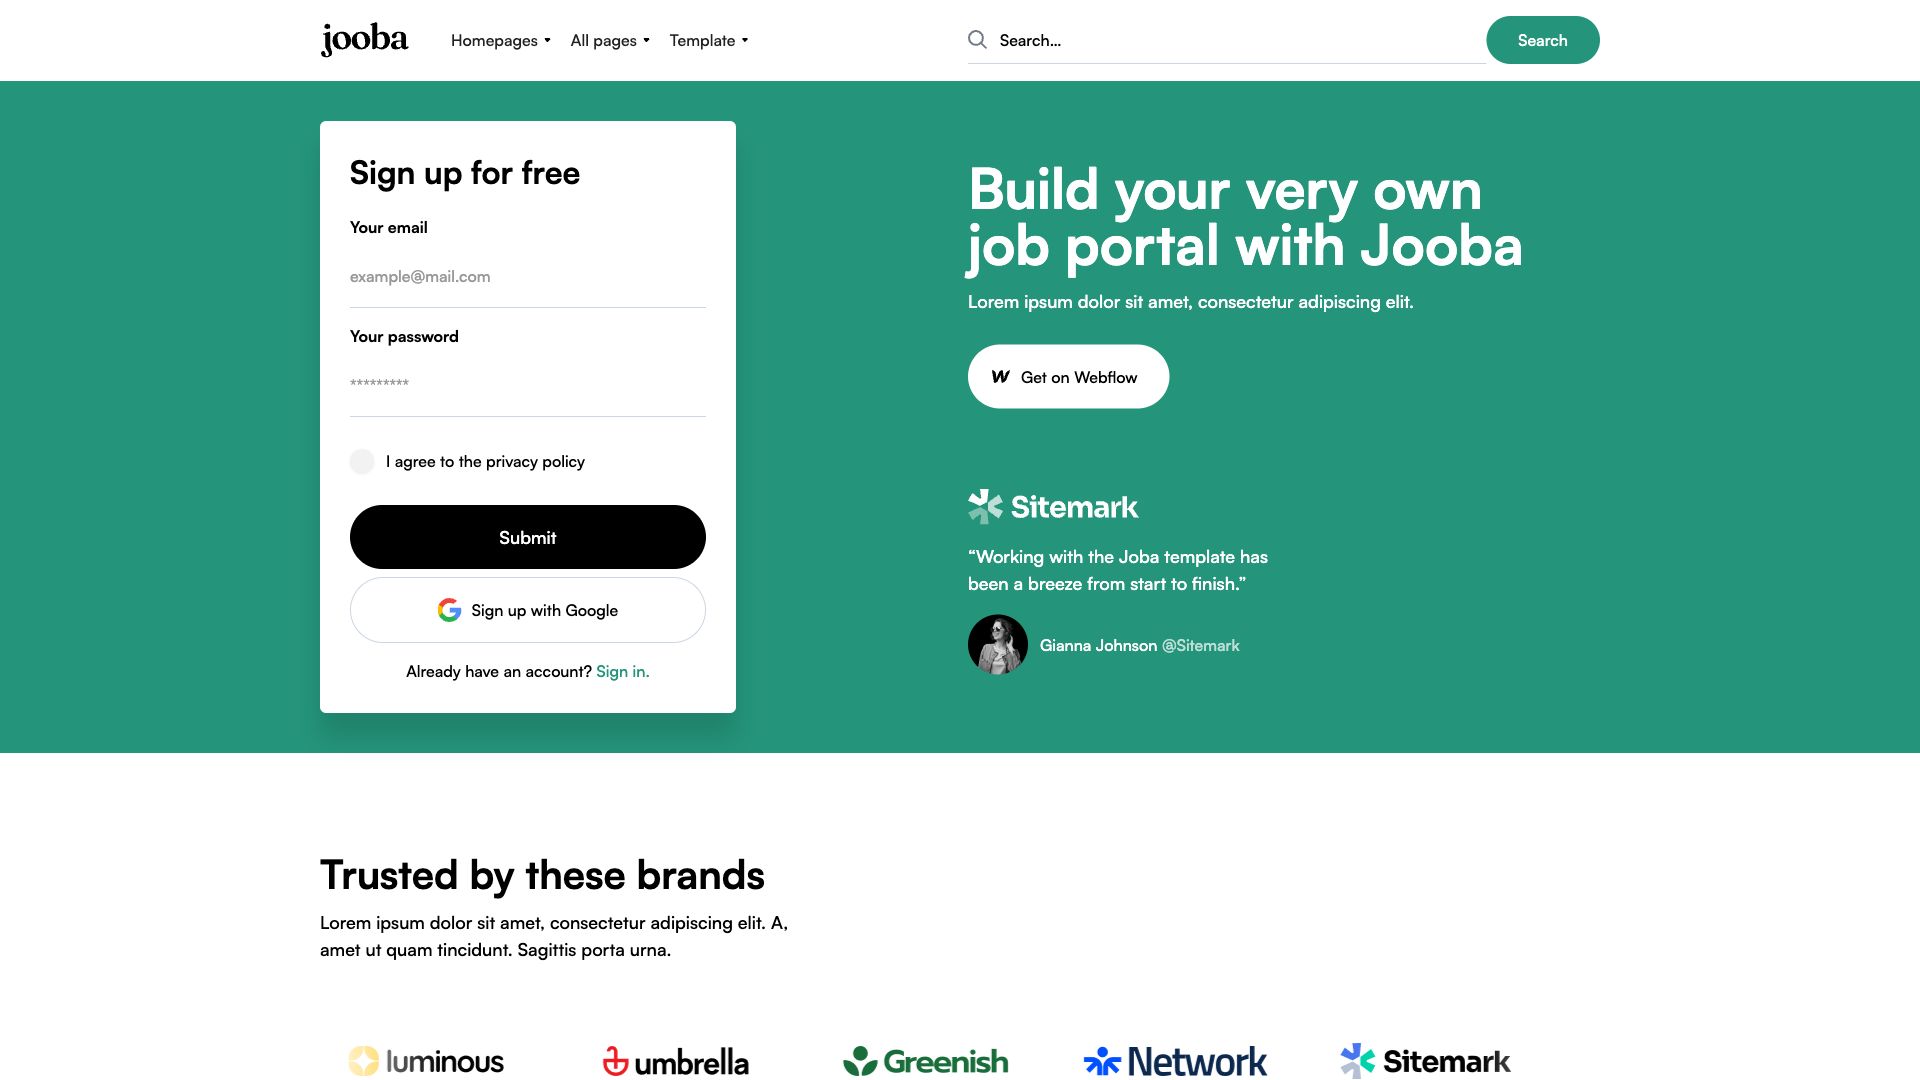 jooba
Homepages
All pages
Template
Search...
Search
Sign up for free
Your email
example@mail.com
Your password
*********
I agree to the privacy policy
Submit
Sign up with Google
Already have an account? Sign in.
Build your very own
job portal with Jooba
Lorem ipsum dolor sit amet, consectetur adipiscing elit.
Get on Webflow
Sitemark
“Working with the Joba template has
been a breeze from start to finish.”
Gianna Johnson @Sitemark
Trusted by these brands
Lorem ipsum dolor sit amet, consectetur adipiscing elit. A,
amet ut quam tincidunt. Sagittis porta urna.
luminous
umbrella
Greenish
Network
Sitemark